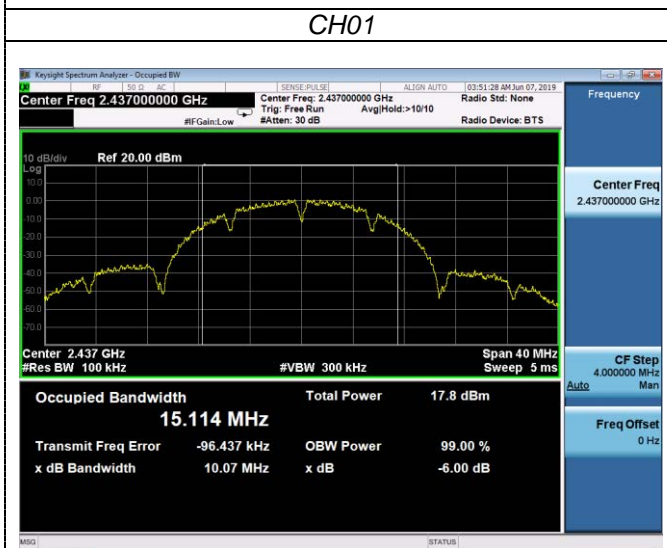 CH01
Keysight Spectrum Analyzer - Occupied BW
RF 50 Ω AC SENSE:PULSE ALIGN AUTO 03:51:28 AM Jun 07, 2019
Center Freq 2.437000000 GHz
Center Freq: 2.437000000 GHz
Radio Std: None
Trig: Free Run Avg|Hold:>10/10
#IFGain:Low #Atten: 30 dB Radio Device: BTS
Frequency
10 dB/div Ref 20.00 dBm
Log
10.0
0.00
-10.0
-20.0
-30.0
-40.0
-50.0
-60.0
-70.0
Center 2.437 GHz Span 40 MHz
#Res BW 100 kHz #VBW 300 kHz Sweep 5 ms
Occupied Bandwidth Total Power 17.8 dBm
15.114 MHz
Transmit Freq Error -96.437 kHz OBW Power 99.00 %
x dB Bandwidth 10.07 MHz x dB -6.00 dB
Center Freq
2.437000000 GHz
CF Step
4.000000 MHz
Auto Man
Freq Offset
0 Hz
MSG STATUS